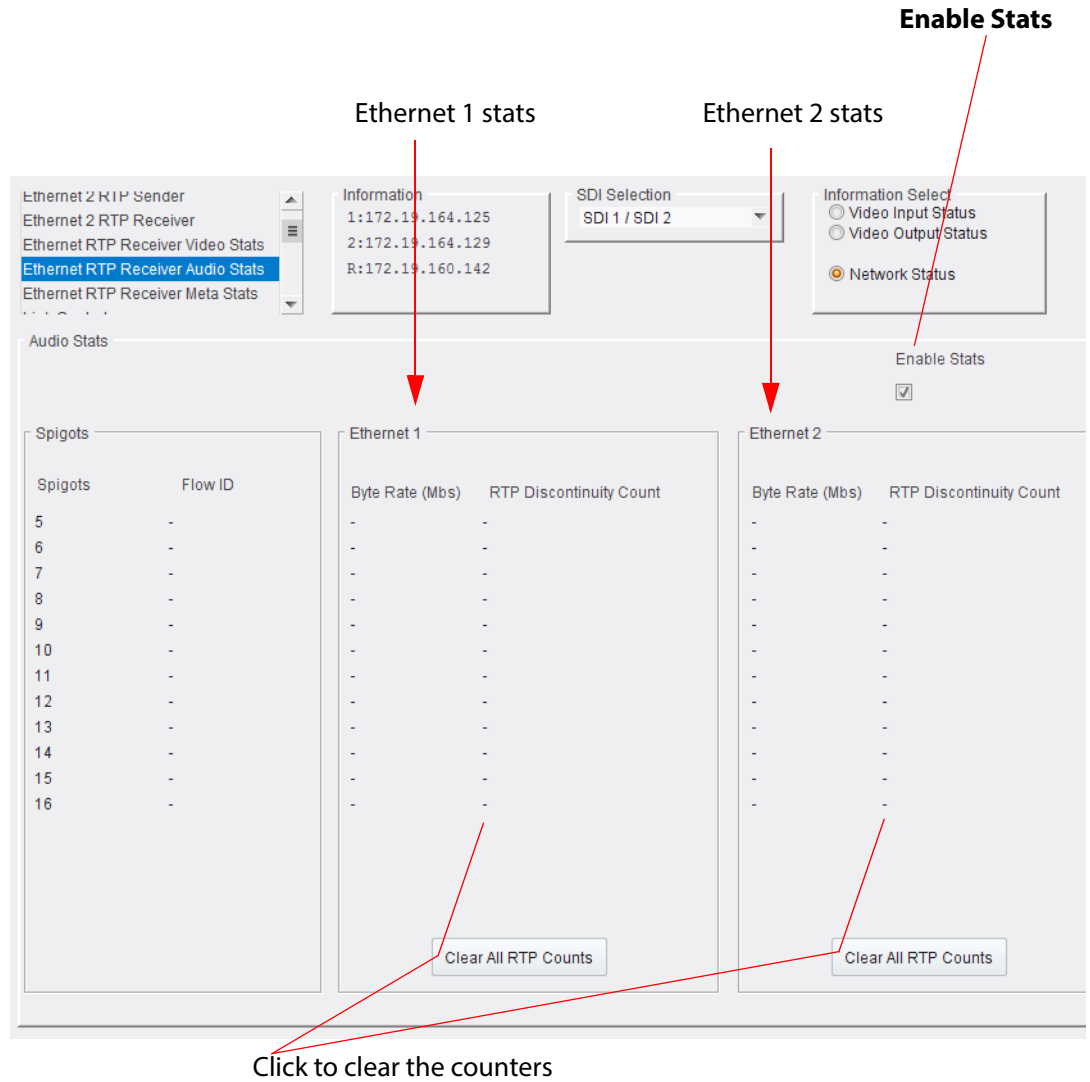 Enable Stats
Ethernet 1 stats
Ethernet 2 stats
Ethernet 2 RTP Sender
Ethernet 2 RTP Receiver
Ethernet RTP Receiver Video Stats
Ethernet RTP Receiver Audio Stats
Ethernet RTP Receiver Meta Stats
Information
1:172.19.164.125
2:172.19.164.129
R:172.19.160.142
SDI Selection
SDI 1 / SDI 2
Information Select
Video Input Status
Video Output Status
Network Status
Audio Stats
Enable Stats
Spigots
Spigots Flow ID
5 -
6 -
7 -
8 -
9 -
10 -
11 -
12 -
13 -
14 -
15 -
16 -
Ethernet 1
Byte Rate (Mbs) RTP Discontinuity Count
- -
- -
- -
- -
- -
- -
- -
- -
- -
- -
- -
- -
Clear All RTP Counts
Ethernet 2
Byte Rate (Mbs) RTP Discontinuity Count
- -
- -
- -
- -
- -
- -
- -
- -
- -
- -
- -
- -
Clear All RTP Counts
Click to clear the counters